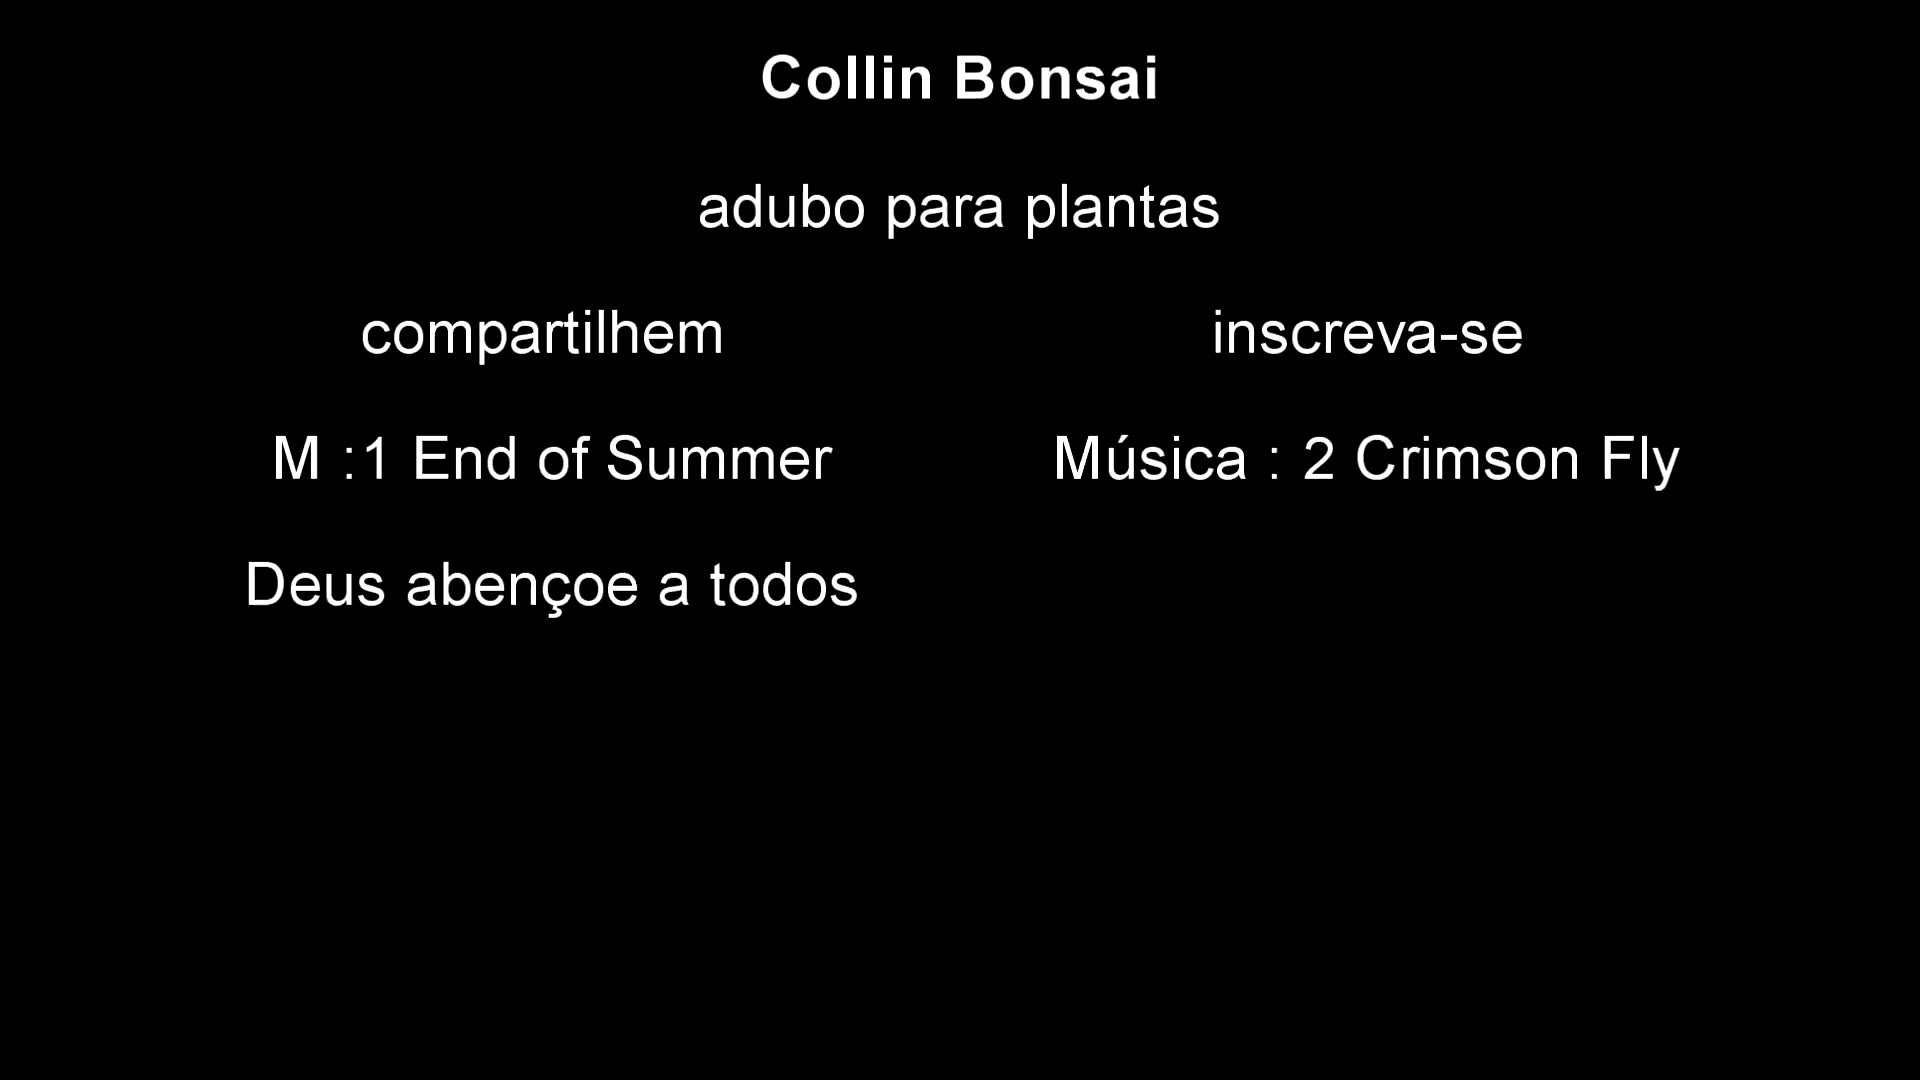 Collin Bonsai
adubo para plantas
compartilhem
inscreva-se
M :1 End of Summer
Música : 2 Crimson Fly
Deus abençoe a todos